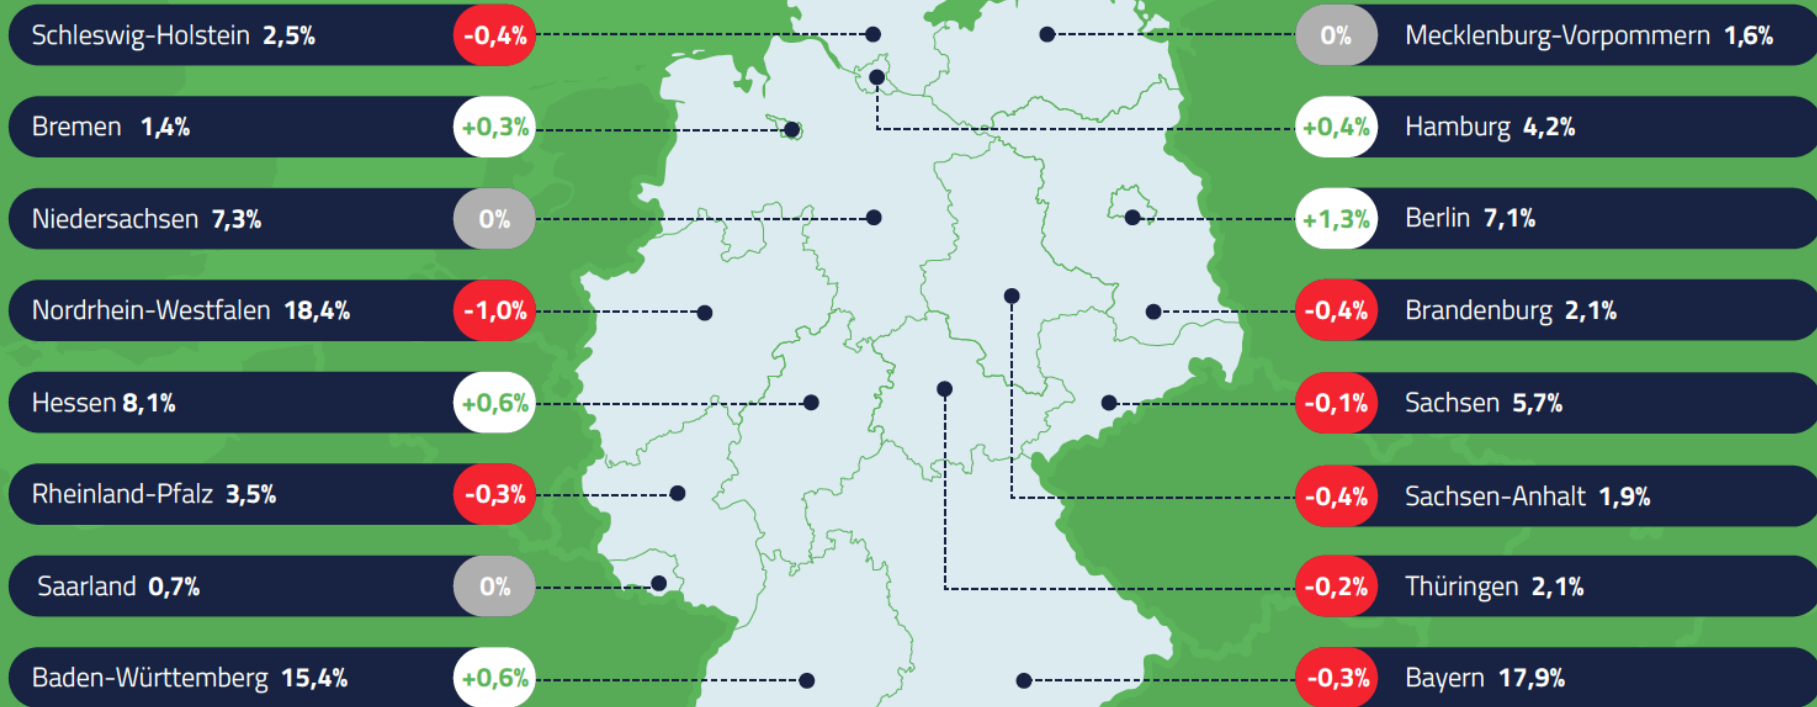 Schleswig-Holstein 2,5% -0,4%
0% Mecklenburg-Vorpommern 1,6%
Bremen 1,4% +0,3%
+0,4% Hamburg 4,2%
Niedersachsen 7,3% 0%
+1,3% Berlin 7,1%
Nordrhein-Westfalen 18,4% -1,0%
-0,4% Brandenburg 2,1%
Hessen 8,1% +0,6%
-0,1% Sachsen 5,7%
Rheinland-Pfalz 3,5% -0,3%
-0,4% Sachsen-Anhalt 1,9%
Saarland 0,7% 0%
-0,2% Thüringen 2,1%
Baden-Württemberg 15,4% +0,6%
-0,3% Bayern 17,9%